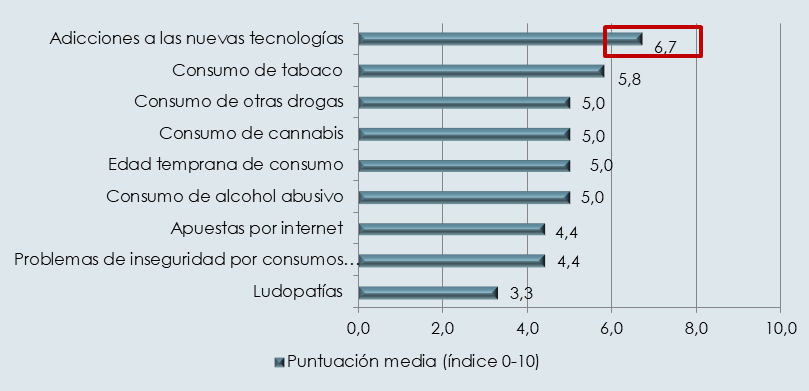 Adicciones a las nuevas tecnologías 6,7
Consumo de tabaco 5,8
Consumo de otras drogas 5,0
Consumo de cannabis 5,0
Edad temprana de consumo 5,0
Consumo de alcohol abusivo 5,0
Apuestas por internet 4,4
Problemas de inseguridad por consumos... 4,4
Ludopatías 3,3
0,0 2,0 4,0 6,0 8,0 10,0
Puntuación media (índice 0-10)